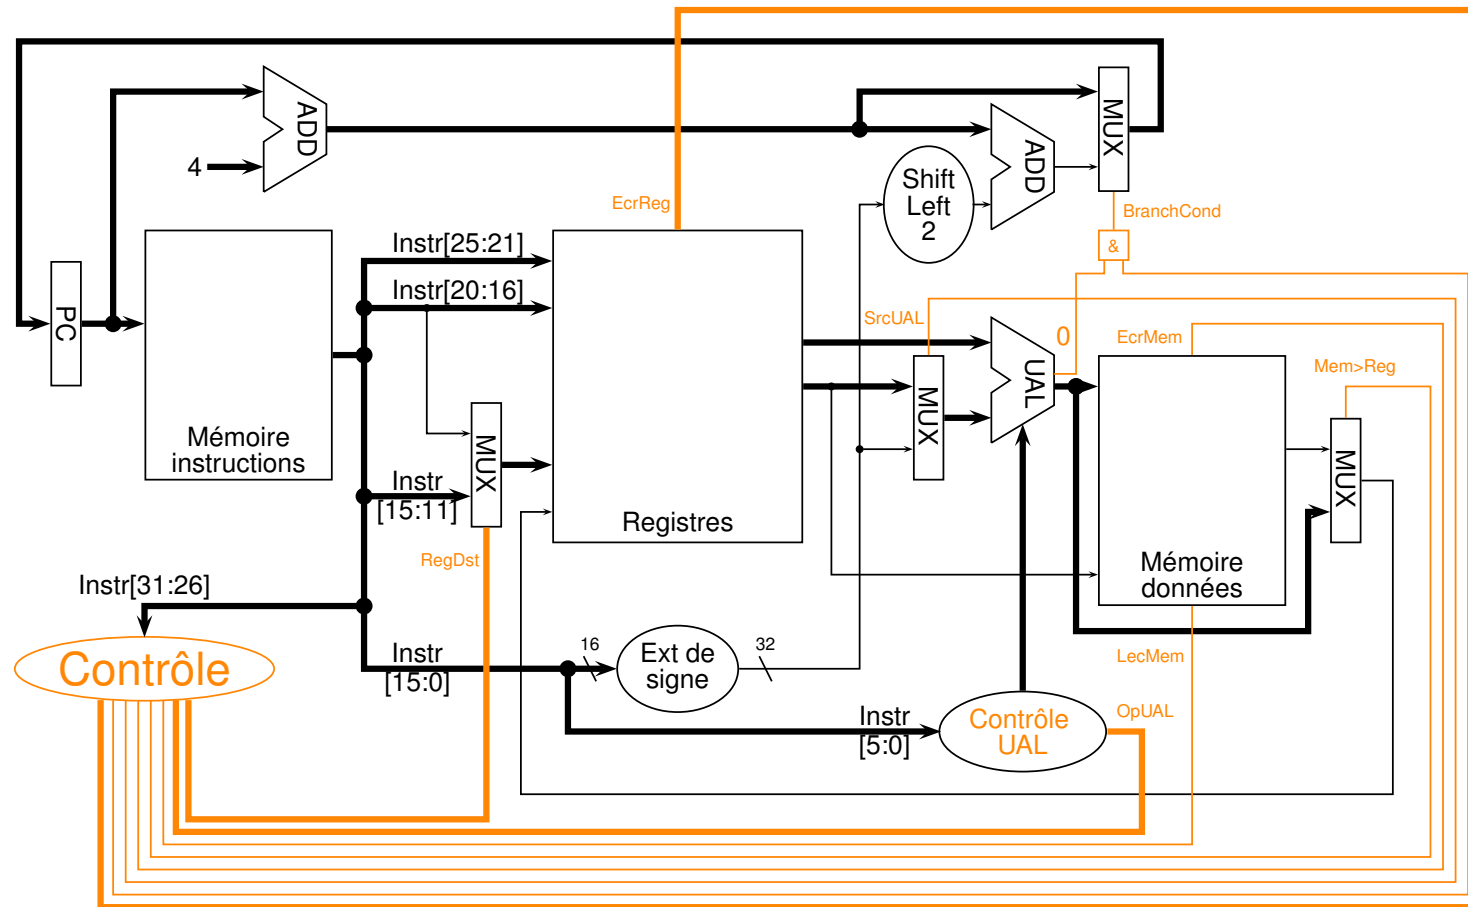 ADD
MUX
4
ADD
Shift
Left
2
EcrReg
BranchCond
&
Instr[25:21]
Instr[20:16]
PC
SrcUAL
0
EcrMem
UAL
Mem>Reg
MUX
Mémoire
instructions
MUX
MUX
Instr
[15:11]
Registres
RegDst
Mémoire
données
Instr[31:26]
Contrôle
Instr
[15:0]
16
Ext de
signe
32
LecMem
Instr
[5:0]
Contrôle
UAL
OpUAL